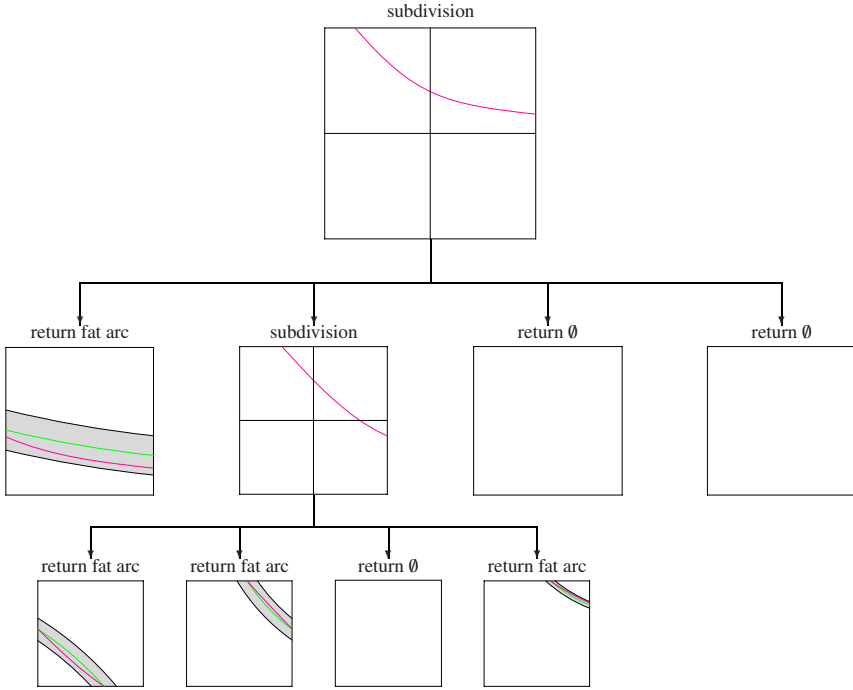 subdivision
return fat arc
subdivision
return ∅
return ∅
return fat arc
return fat arc
return ∅
return fat arc